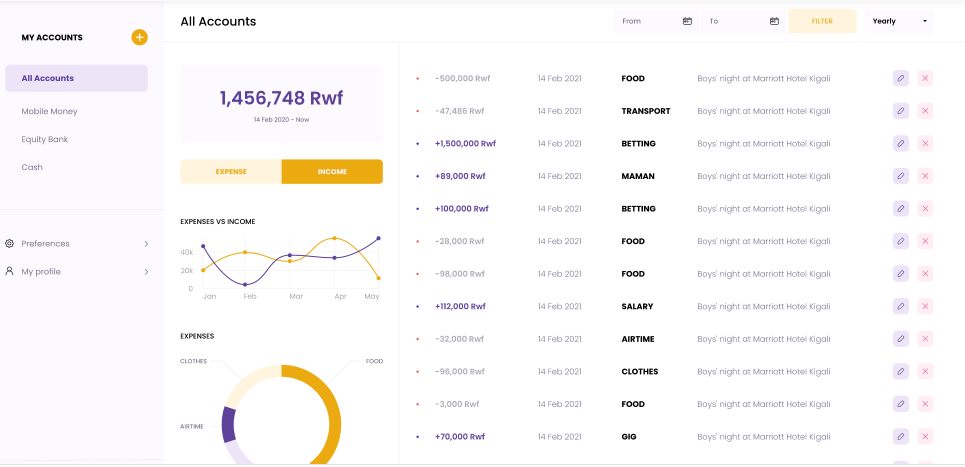 MY ACCOUNTS
All Accounts
Mobile Money
Equity Bank
Cash
Preferences
My profile
All Accounts
From
To
FILTER
Yearly
1,456,748 Rwf
14 Feb 2020 - Now
EXPENSE
INCOME
EXPENSES VS INCOME
40k
20k
0
Jan Feb Mar Apr May
EXPENSES
CLOTHES
FOOD
AIRTIME
-500,000 Rwf 14 Feb 2021 FOOD Boys' night at Marriott Hotel Kigali
-47,486 Rwf 14 Feb 2021 TRANSPORT Boys' night at Marriott Hotel Kigali
+1,500,000 Rwf 14 Feb 2021 BETTING Boys' night at Marriott Hotel Kigali
+89,000 Rwf 14 Feb 2021 MAMAN Boys' night at Marriott Hotel Kigali
+100,000 Rwf 14 Feb 2021 BETTING Boys' night at Marriott Hotel Kigali
-28,000 Rwf 14 Feb 2021 FOOD Boys' night at Marriott Hotel Kigali
-98,000 Rwf 14 Feb 2021 FOOD Boys' night at Marriott Hotel Kigali
+112,000 Rwf 14 Feb 2021 SALARY Boys' night at Marriott Hotel Kigali
-32,000 Rwf 14 Feb 2021 AIRTIME Boys' night at Marriott Hotel Kigali
-96,000 Rwf 14 Feb 2021 CLOTHES Boys' night at Marriott Hotel Kigali
-3,000 Rwf 14 Feb 2021 FOOD Boys' night at Marriott Hotel Kigali
+70,000 Rwf 14 Feb 2021 GIG Boys' night at Marriott Hotel Kigali